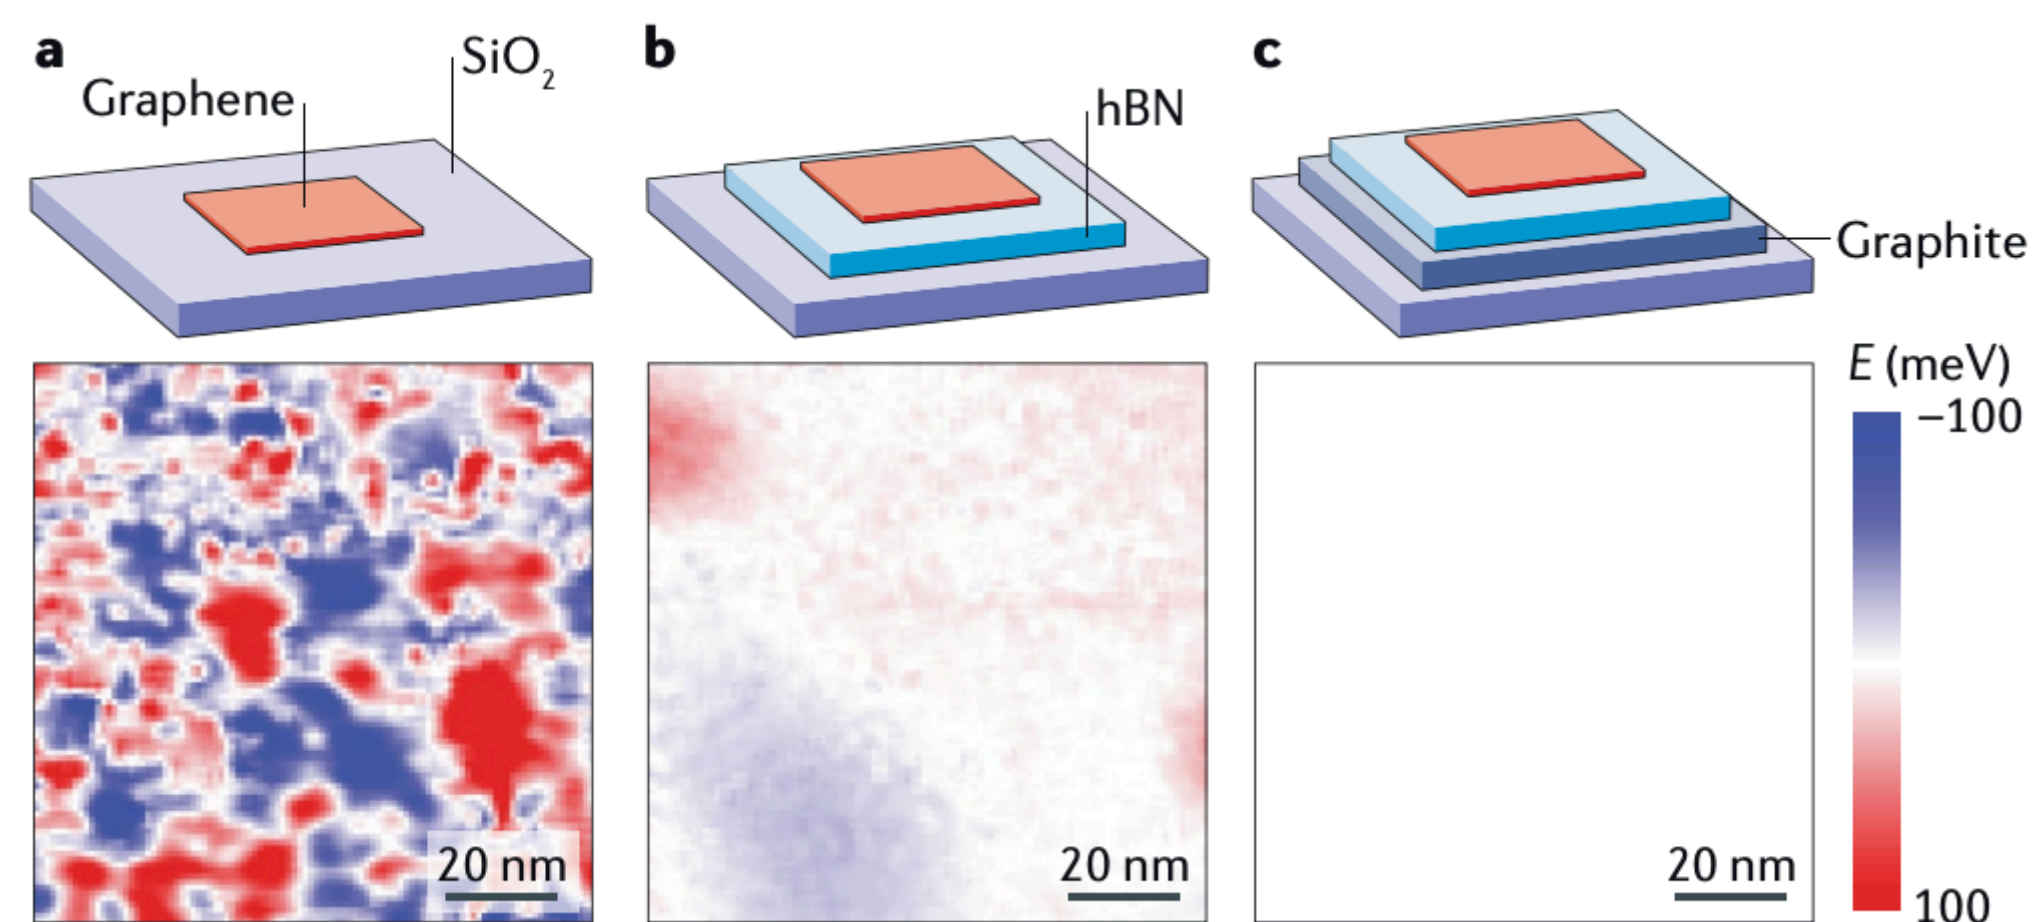 a
Graphene
SiO₂
b
hBN
c
Graphite
20 nm
20 nm
20 nm
E (meV)
–100
100